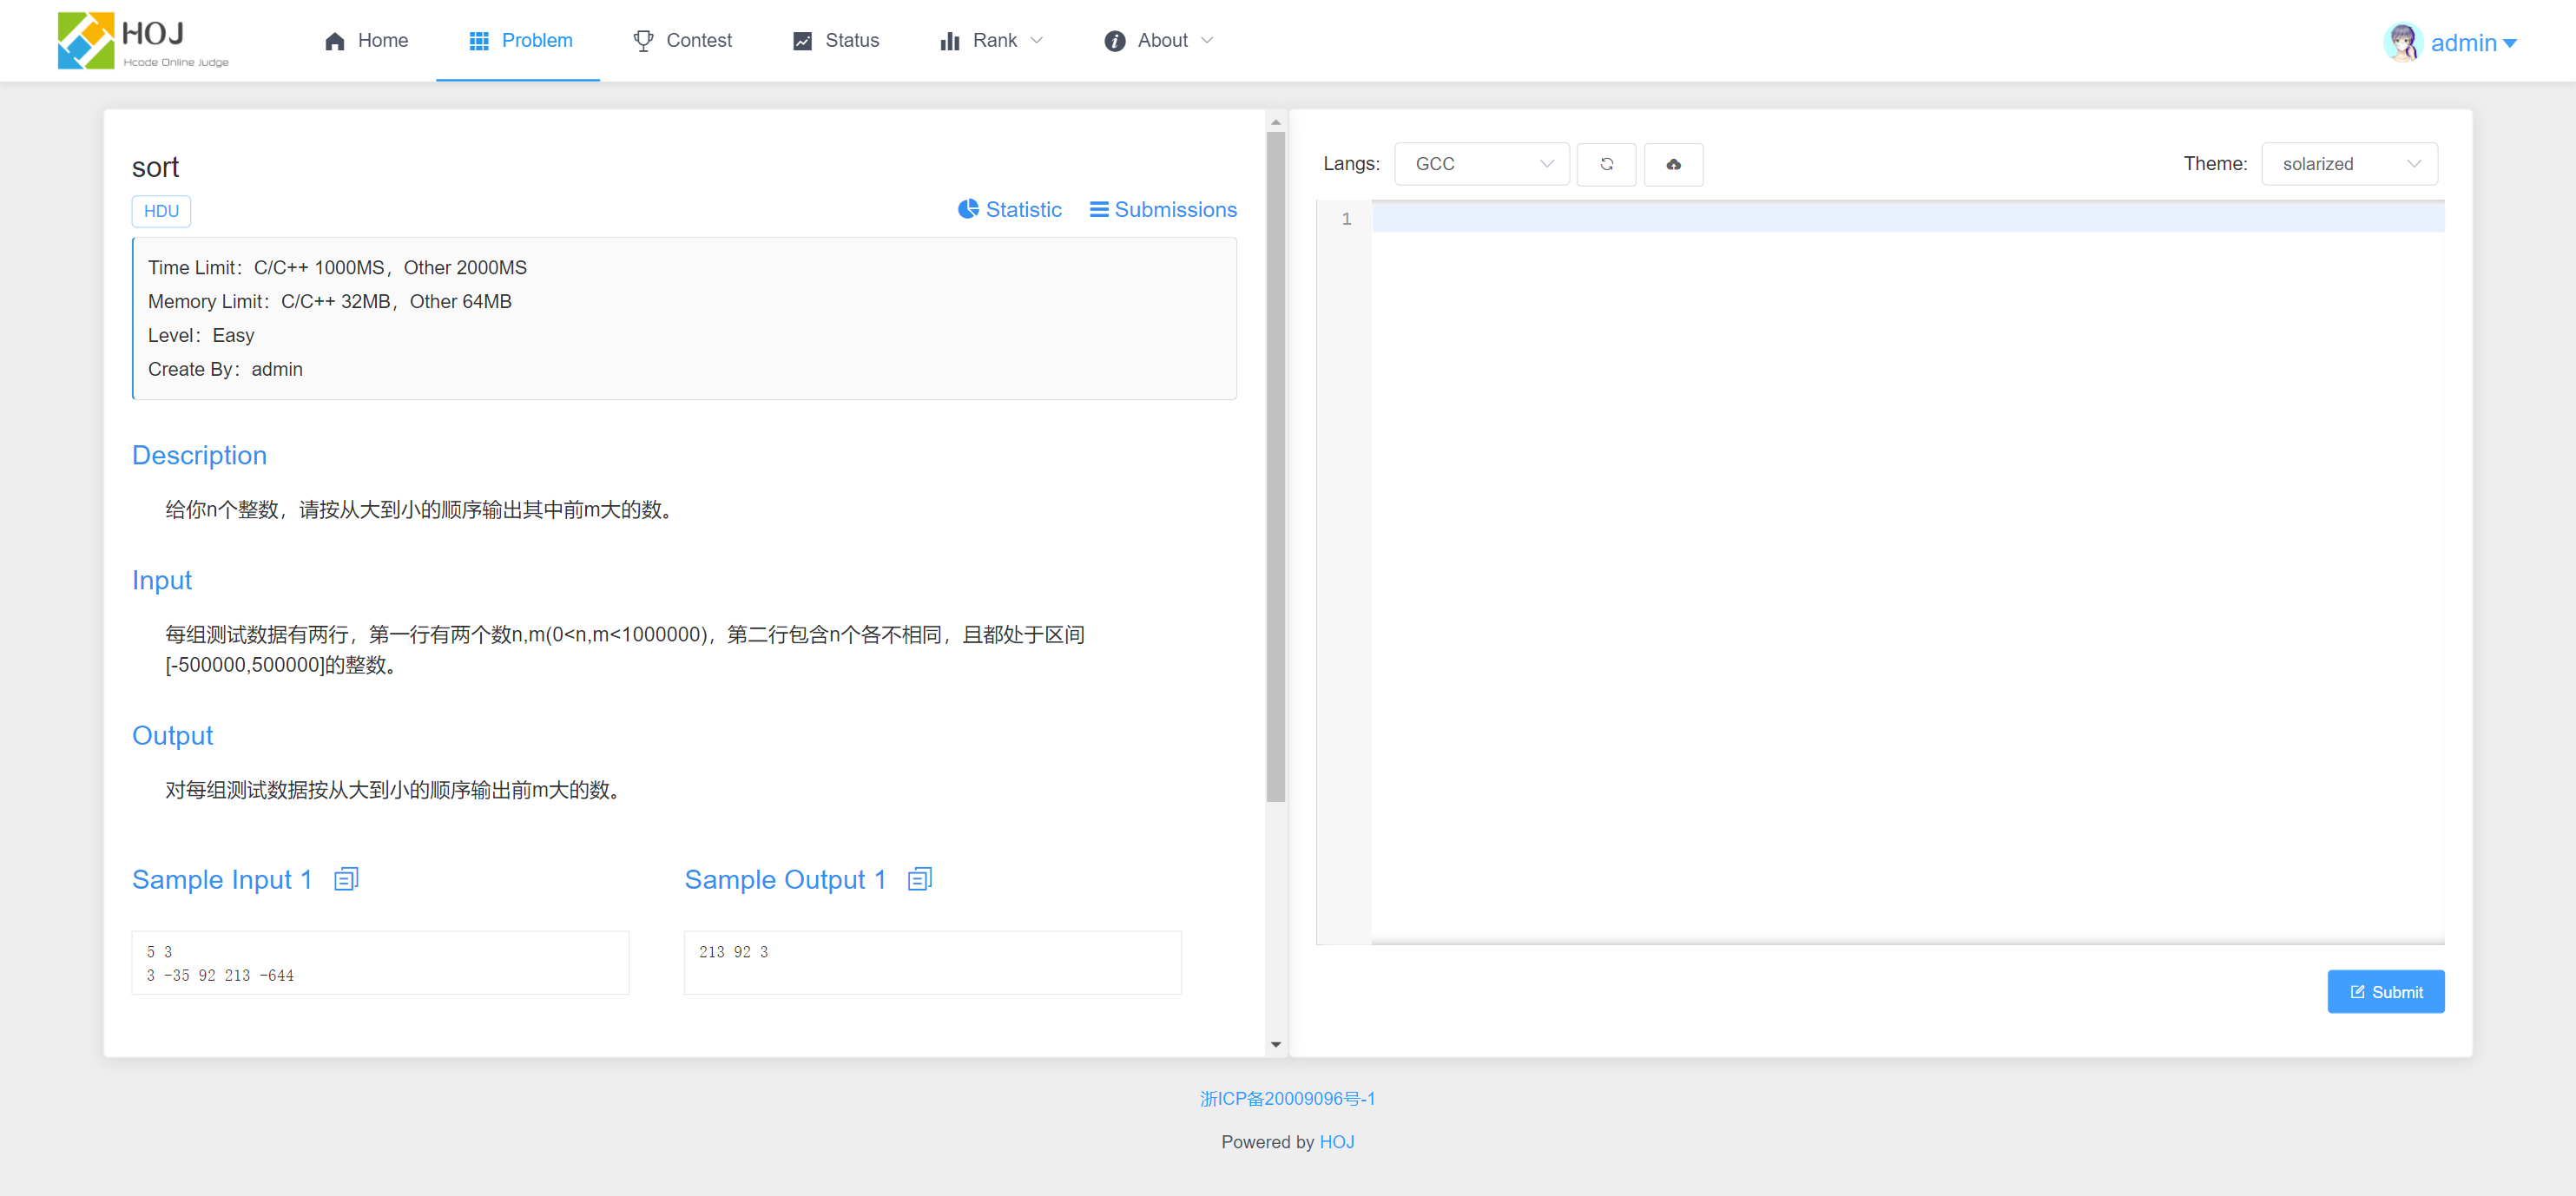 HOJ
Hcode Online Judge
Home
Problem
Contest
Status
Rank
About
admin
sort
HDU
Statistic
Submissions
Time Limit：C/C++ 1000MS，Other 2000MS
Memory Limit：C/C++ 32MB，Other 64MB
Level：Easy
Create By：admin
Description
给你n个整数，请按从大到小的顺序输出其中前m大的数。
Input
每组测试数据有两行，第一行有两个数n,m(0<n,m<1000000)，第二行包含n个各不相同，且都处于区间
[-500000,500000]的整数。
Output
对每组测试数据按从大到小的顺序输出前m大的数。
Sample Input 1
5 3
3 -35 92 213 -644
Sample Output 1
213 92 3
Langs:
GCC
Theme:
solarized
1
Submit
浙ICP备20009096号-1
Powered by HOJ